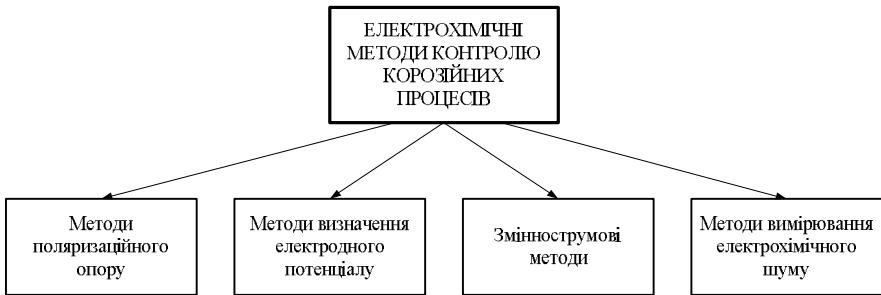 ЕЛЕКТРОХІМІЧНІ
МЕТОДИ КОНТРОЛЮ
КОРОЗІЙНИХ
ПРОЦЕСІВ
Методи
поляризаційного
опору
Методи визначення
електродного
потенціалу
Зміннострумові
методи
Методи вимірювання
електрохімічного
шуму